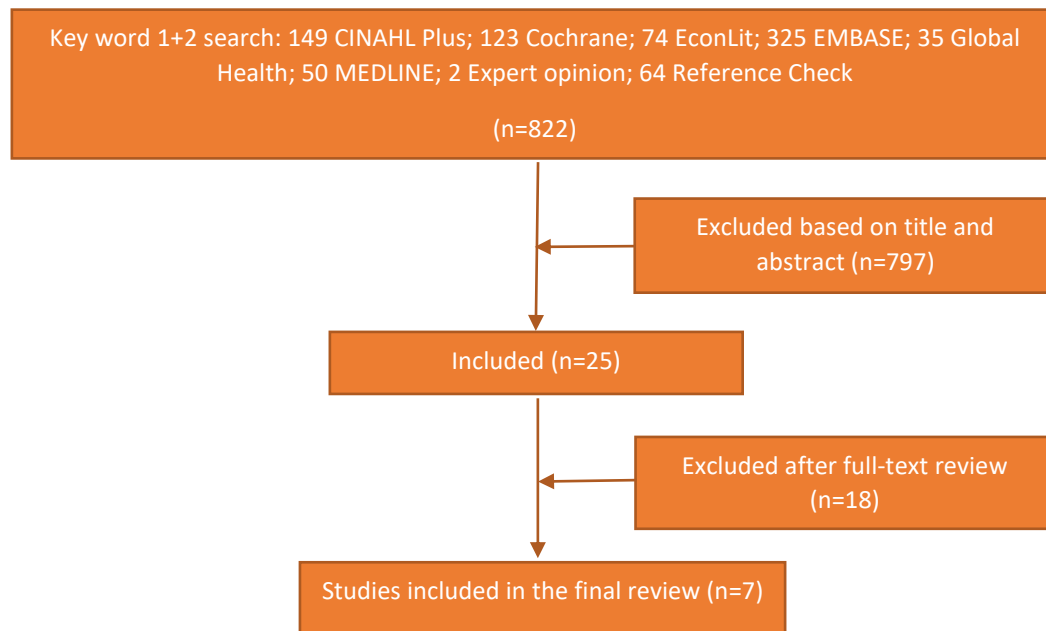 Key word 1+2 search: 149 CINAHL Plus; 123 Cochrane; 74 EconLit; 325 EMBASE; 35 Global
Health; 50 MEDLINE; 2 Expert opinion; 64 Reference Check
(n=822)
Excluded based on title and
abstract (n=797)
Included (n=25)
Excluded after full-text review
(n=18)
Studies included in the final review (n=7)